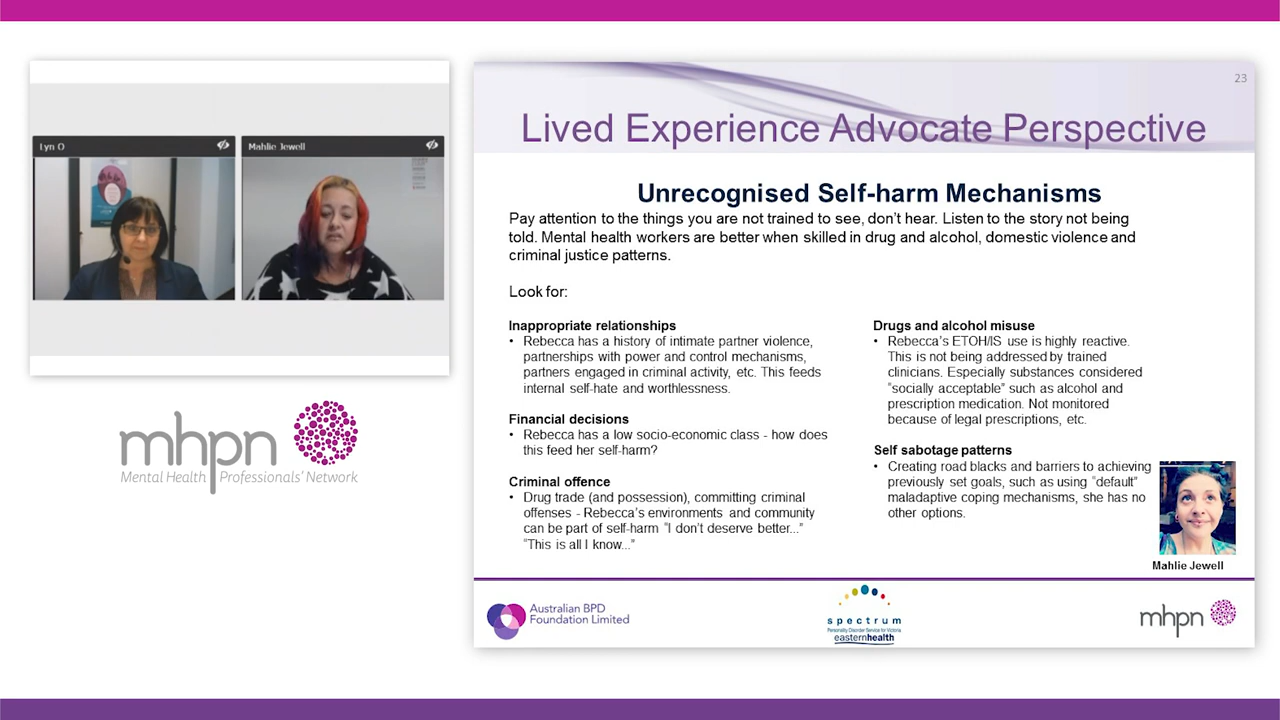 Lyn O
Mahlie Jewell
mhpn
Mental Health Professionals' Network
23
Lived Experience Advocate Perspective
Unrecognised Self-harm Mechanisms
Pay attention to the things you are not trained to see, don't hear. Listen to the story not being
told. Mental health workers are better when skilled in drug and alcohol, domestic violence and
criminal justice patterns.
Look for:
Inappropriate relationships
• Rebecca has a history of intimate partner violence,
partnerships with power and control mechanisms,
partners engaged in criminal activity, etc. This feeds
internal self-hate and worthlessness.
Financial decisions
• Rebecca has a low socio-economic class - how does
this feed her self-harm?
Criminal offence
• Drug trade (and possession), committing criminal
offenses - Rebecca's environments and community
can be part of self-harm "I don't deserve better..."
"This is all I know..."
Drugs and alcohol misuse
• Rebecca's ETOH/IS use is highly reactive.
This is not being addressed by trained
clinicians. Especially substances considered
"socially acceptable" such as alcohol and
prescription medication. Not monitored
because of legal prescriptions, etc.
Self sabotage patterns
• Creating road blacks and barriers to achieving
previously set goals, such as using "default"
maladaptive coping mechanisms, she has no
other options.
Mahlie Jewell
Australian BPD
Foundation Limited
spectrum
Personality Disorder Service for Victoria
easternhealth
mhpn